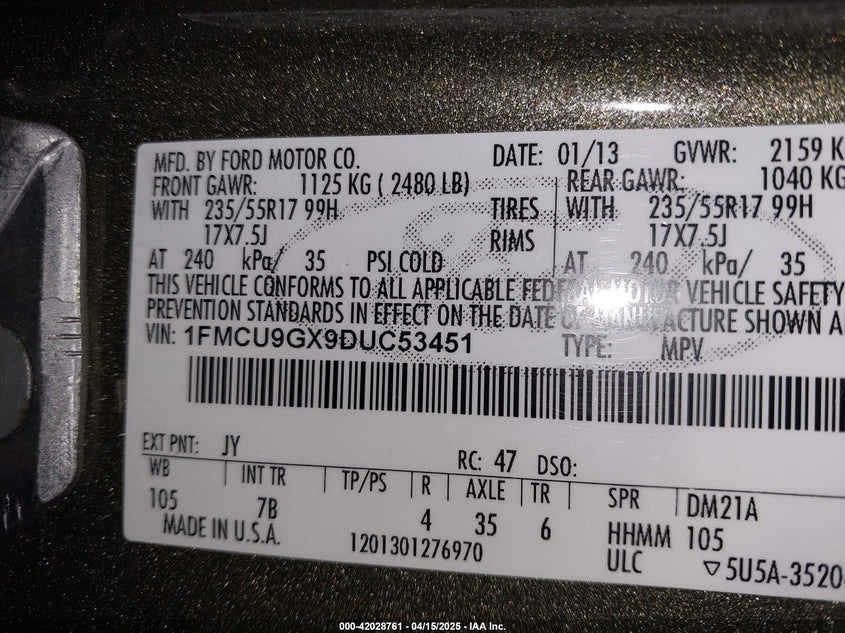 MFD. BY FORD MOTOR CO. DATE: 01/13 GVWR: 2159 K
FRONT GAWR: 1125 KG ( 2480 LB) REAR GAWR: 1040 KG
WITH 235/55R17 99H TIRES WITH 235/55R17 99H
17X7.5J RIMS 17X7.5J
AT 240 kPa/ 35 PSI COLD AT 240 kPa/ 35
THIS VEHICLE CONFORMS TO ALL APPLICABLE FEDERAL MOTOR VEHICLE SAFETY
PREVENTION STANDARDS IN EFFECT ON THE DATE OF MANUFACTURE SHOWN A
VIN: 1FMCU9GX9DUC53451 TYPE: MPV
EXT PNT: JY RC: 47 DSO:
WB INT TR TP/PS R AXLE TR SPR DM21A
105 7B 4 35 6 HHMM 105
MADE IN U.S.A. 1201301276970 ULC ▽5U5A-3520
000-42028761 - 04/15/2025 - IAA Inc.